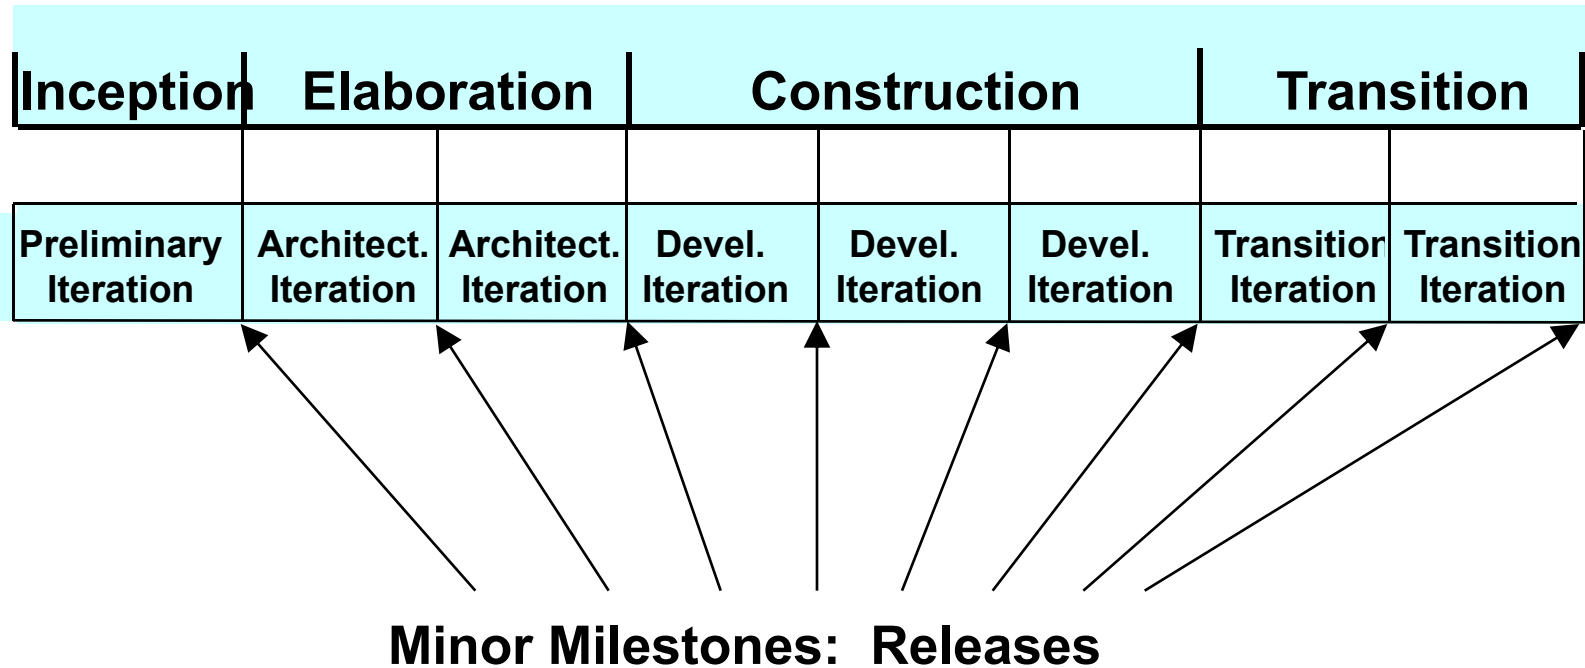 Inception Elaboration Construction Transition
Preliminary Architect. Architect. Devel. Devel. Devel. Transition Transition
Iteration Iteration Iteration Iteration Iteration Iteration Iteration Iteration
Minor Milestones: Releases